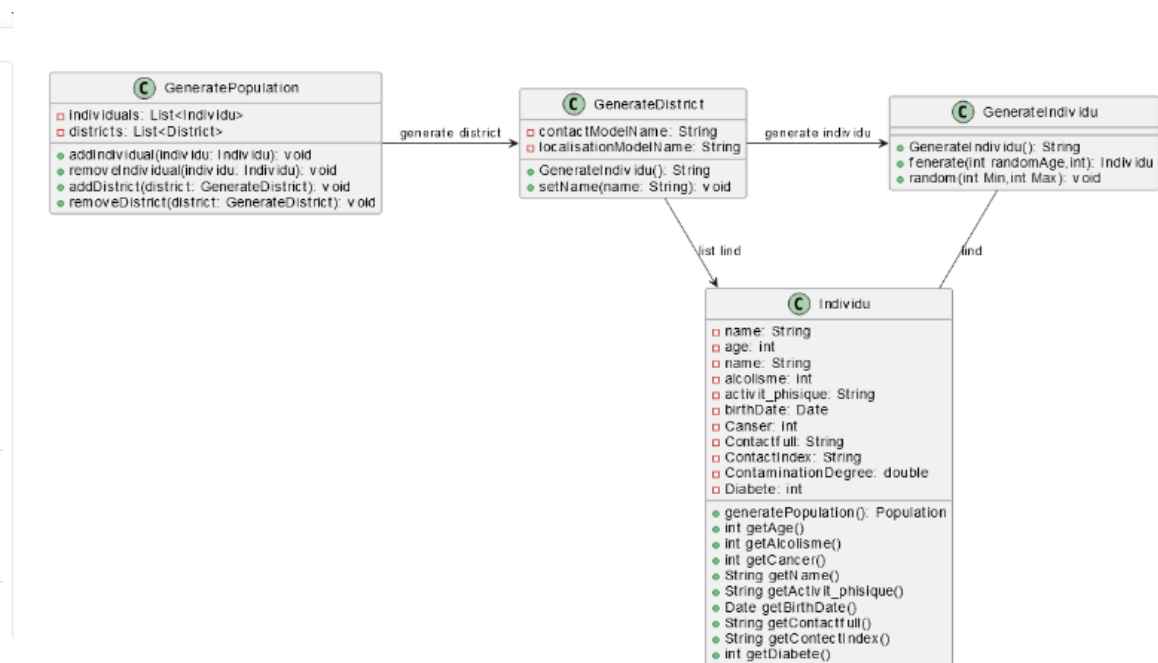 C GeneratePopulation
individuals: List<Individu>
districts: List<District>
addIndividual(individu: Individu): void
removeIndividual(individu: Individu): void
addDistrict(district: GenerateDistrict): void
removeDistrict(district: GenerateDistrict): void
generate district
C GenerateDistrict
contactModelName: String
localisationModelName: String
GenerateIndividu(): String
setName(name: String): void
generate individu
C GenerateIndividu
GenerateIndividu(): String
fenerate(int randomAge,int): Individu
random(int Min,int Max): void
list iind
iind
C Individu
name: String
age: int
name: String
alcolisme: int
activit_phisique: String
birthDate: Date
Canser: int
Contactfull: String
ContactIndex: String
ContaminationDegree: double
Diabete: int
generatePopulation(): Population
int getAge()
int getAlcolisme()
int getCancer()
String getName()
String getActivit_phisique()
Date getBirthDate()
String getContactfull()
String getContectIndex()
int getDiabete()